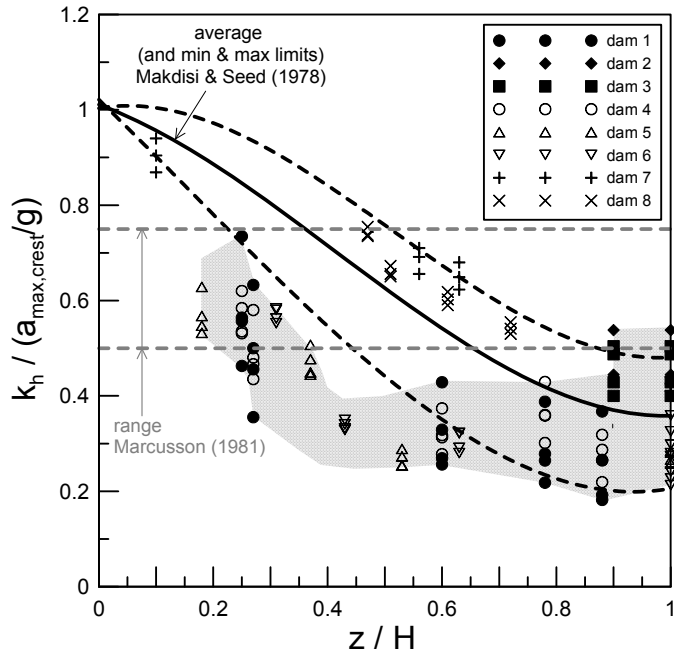 1.2
1
0.8
0.6
0.4
0.2
0
k_h / (a_max,crest/g)
average
(and min & max limits)
Makdisi & Seed (1978)
dam 1
dam 2
dam 3
dam 4
dam 5
dam 6
dam 7
dam 8
range
Marcusson (1981)
0
0.2
0.4
0.6
0.8
1
z / H